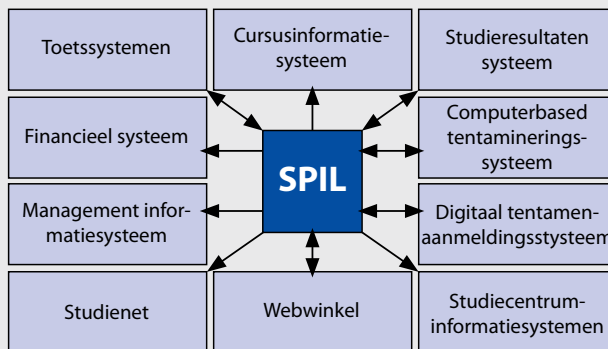 Toetssystemen
Cursusinformatie-
systeem
Studieresultaten
systeem
Financieel systeem
Computerbased
tentaminerings-
systeem
SPIL
Management infor-
matiesysteem
Digitaal tentamen-
aanmeldingsstysteem
Studienet
Webwinkel
Studiecentrum-
informatiesystemen